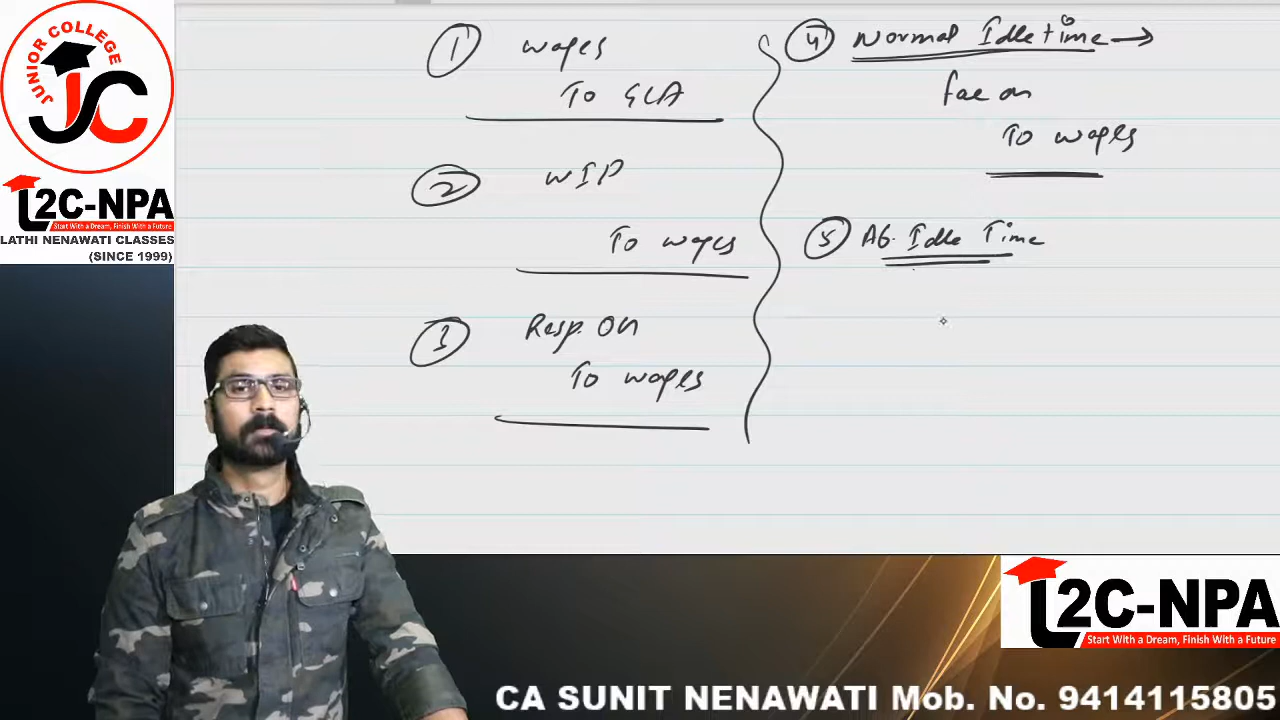 JUNIOR COLLEGE
JC
L2C-NPA
Start With a Dream, Finish With a Future
LATHI NENAWATI CLASSES
(SINCE 1999)
① wages
To GLA
② WIP
To wages
③ Resp. OH
To wages
④ Normal Idle time →
Fac OH
To wages
⑤ Ab. Idle Time
L2C-NPA
Start With a Dream, Finish With a Future
CA SUNIT NENAWATI Mob. No. 9414115805